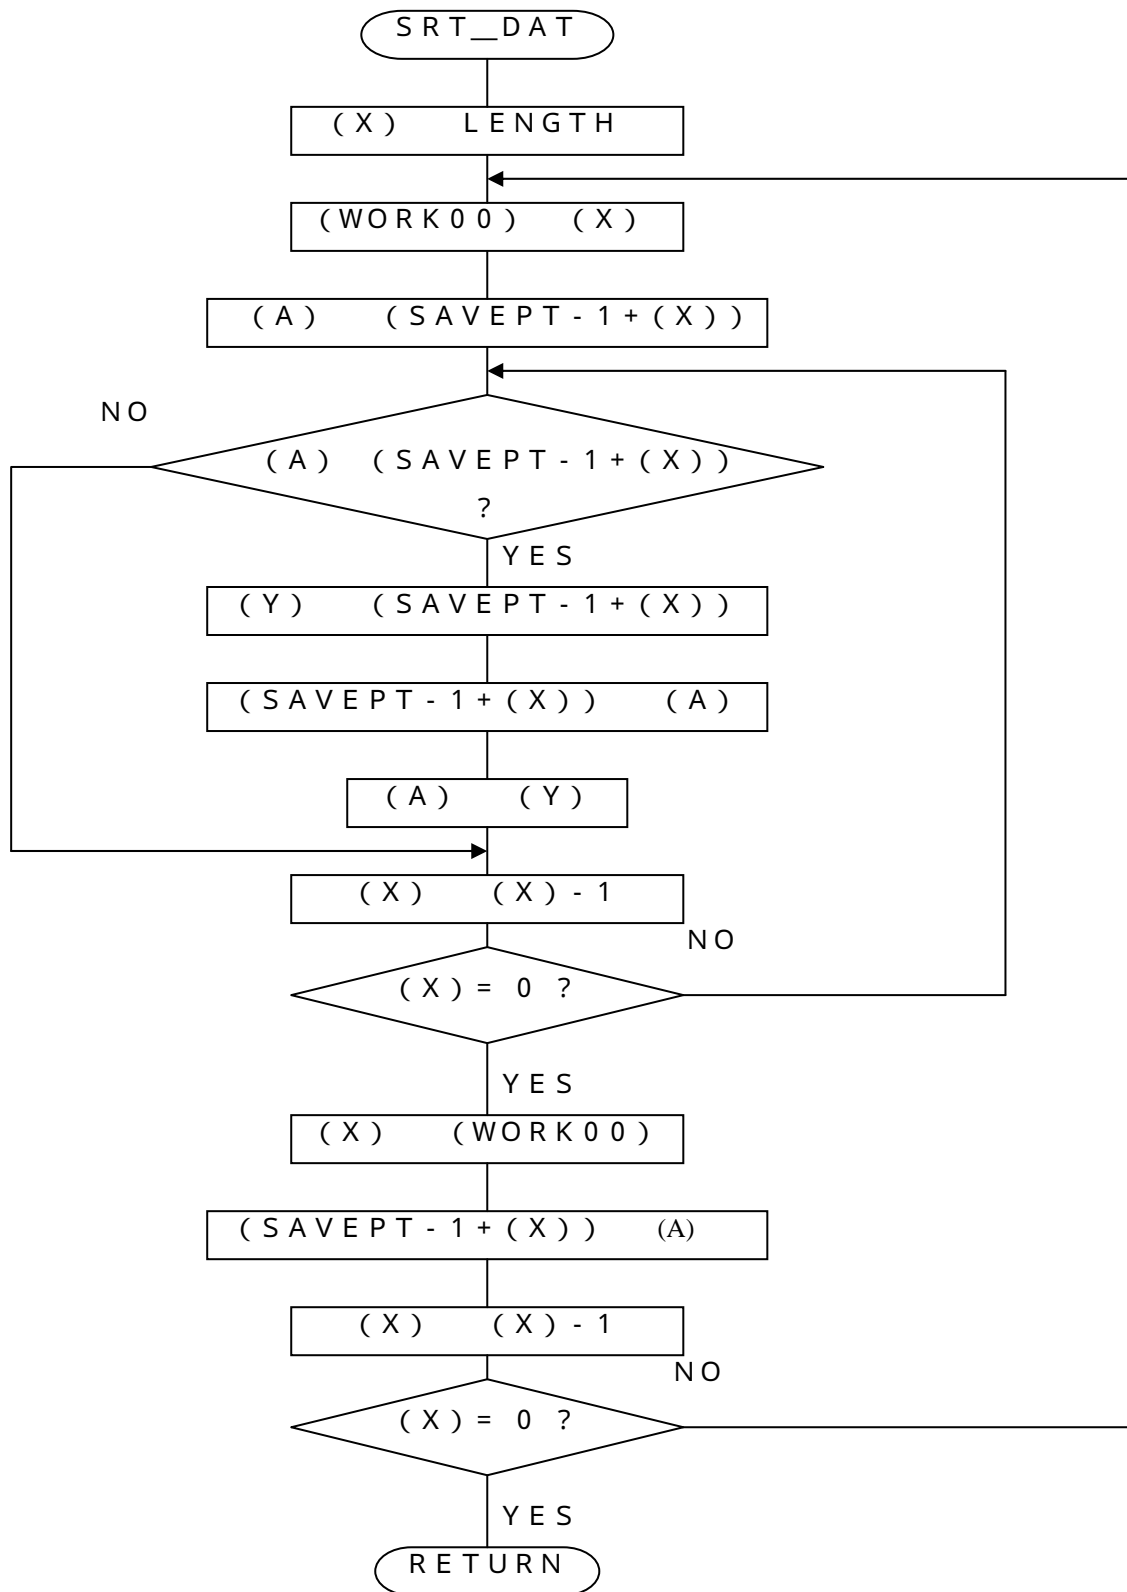 SRT_DAT
(X) LENGTH
(WORK00) (X)
(A) (SAVEPT-1+(X))
NO
(A) (SAVEPT-1+(X))
?
YES
(Y) (SAVEPT-1+(X))
(SAVEPT-1+(X)) (A)
(A) (Y)
(X) (X)-1
NO
(X)= 0 ?
YES
(X) (WORK00)
(SAVEPT-1+(X)) (A)
(X) (X)-1
NO
(X)= 0 ?
YES
RETURN